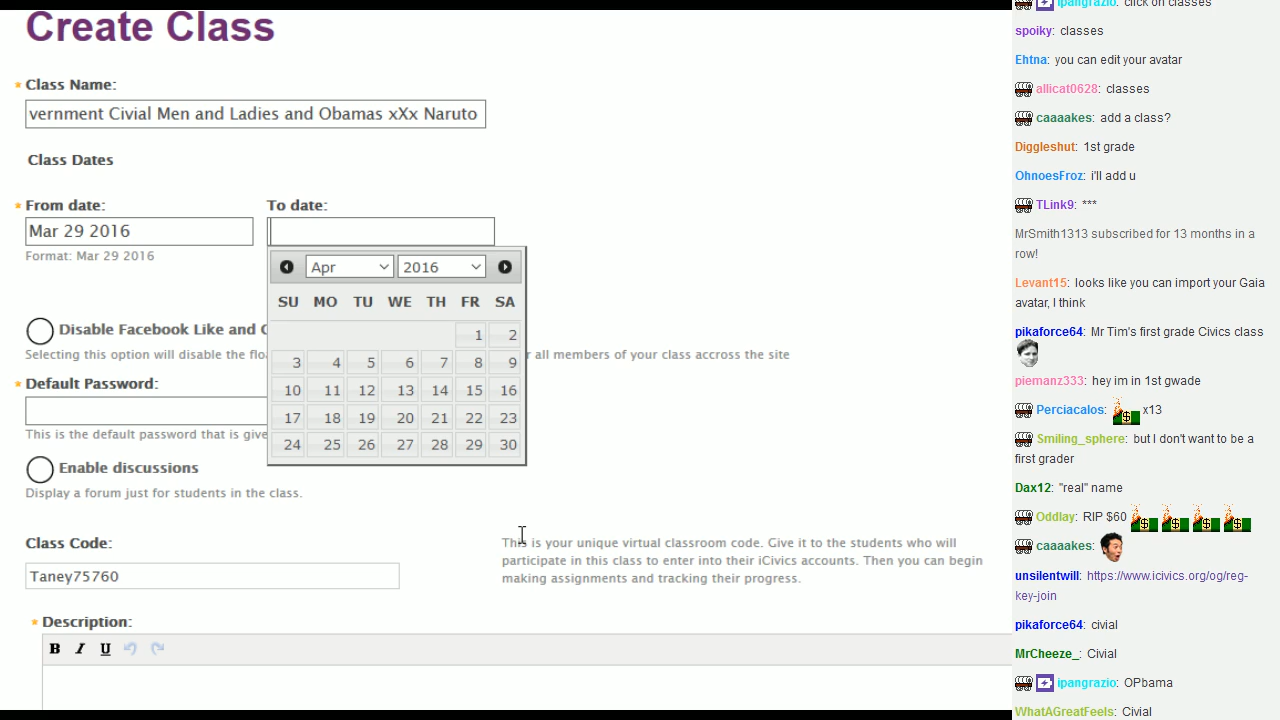 Create Class
* Class Name:
vernment Civial Men and Ladies and Obamas xXx Naruto
Class Dates
* From date:
To date:
Mar 29 2016
Format: Mar 29 2016
Apr
2016
SU MO TU WE TH FR SA
1 2
3 4 5 6 7 8 9
10 11 12 13 14 15 16
17 18 19 20 21 22 23
24 25 26 27 28 29 30
Disable Facebook Like and
Selecting this option will disable the flo
r all members of your class accross the site
* Default Password:
This is the default password that is give
Enable discussions
Display a forum just for students in the class.
Class Code:
Taney75760
This is your unique virtual classroom code. Give it to the students who will
participate in this class to enter into their iCivics accounts. Then you can begin
making assignments and tracking their progress.
* Description:
B I U
ipangrazio: click on classes
spoiky: classes
Ehtna: you can edit your avatar
allicat0628: classes
caaaakes: add a class?
Diggleshut: 1st grade
OhnoesFroz: i'll add u
TLink9: ***
MrSmith1313 subscribed for 13 months in a
row!
Levant15: looks like you can import your Gaia
avatar, I think
pikaforce64: Mr Tim's first grade Civics class
piemanz333: hey im in 1st gwade
Perciacalos: x13
Smiling_sphere: but I don't want to be a
first grader
Dax12: "real" name
Oddlay: RIP $60
caaaakes:
unsilentwill: https://www.icivics.org/og/reg-
key-join
pikaforce64: civial
MrCheeze_: Civial
ipangrazio: OPbama
WhatAGreatFeels: Civial